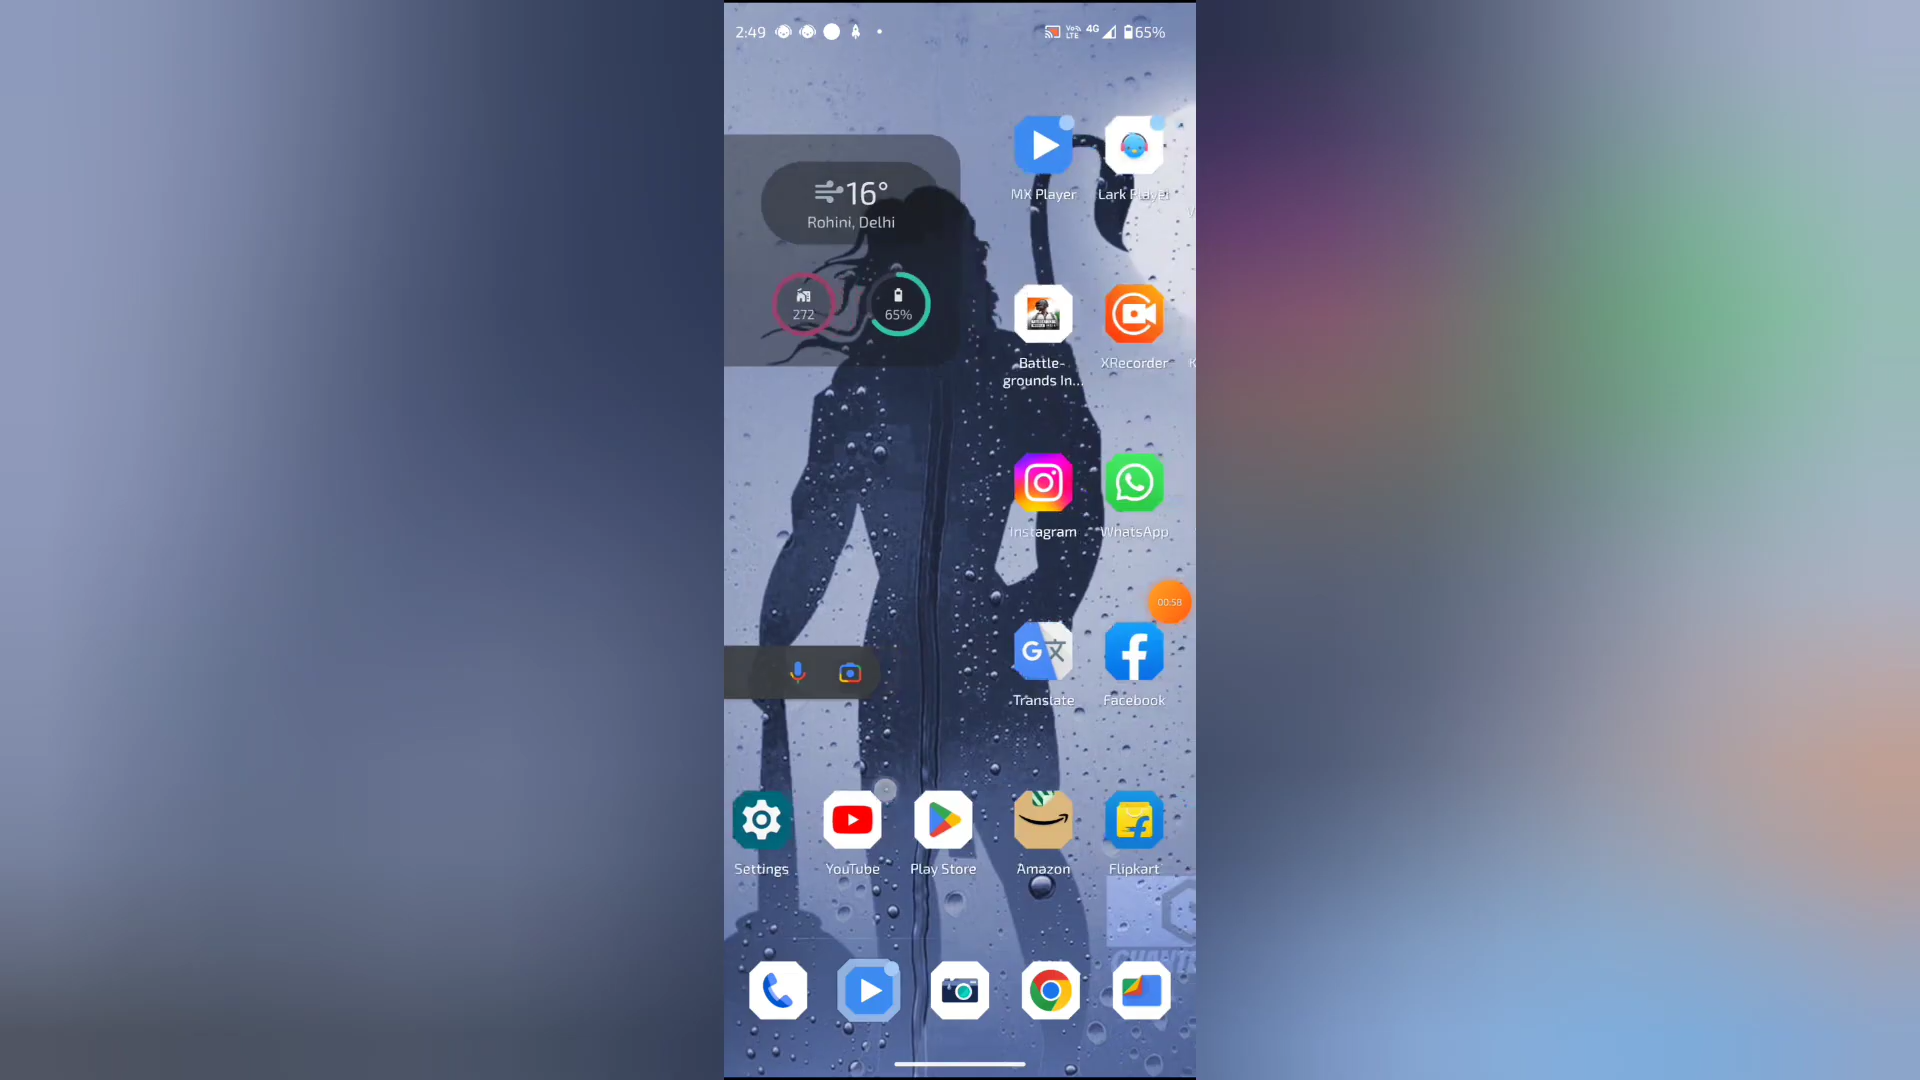 2:49
VoLTE 4G 65%
16°
Rohini, Delhi
272
65%
MX Player
Lark Player
Battle-
grounds In...
XRecorder
Instagram
WhatsApp
00:58
Translate
Facebook
Settings
YouTube
Play Store
Amazon
Flipkart